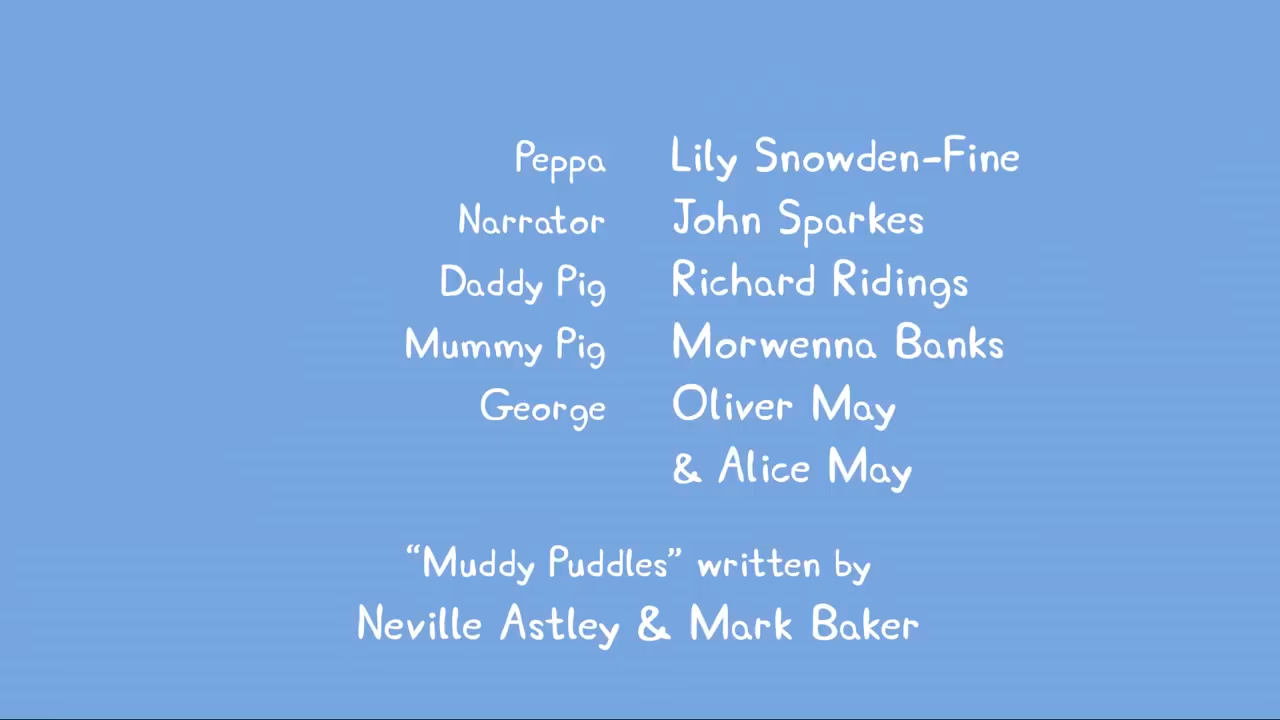 Peppa Lily Snowden-Fine
Narrator John Sparkes
Daddy Pig Richard Ridings
Mummy Pig Morwenna Banks
George Oliver May
& Alice May
“Muddy Puddles” written by
Neville Astley & Mark Baker